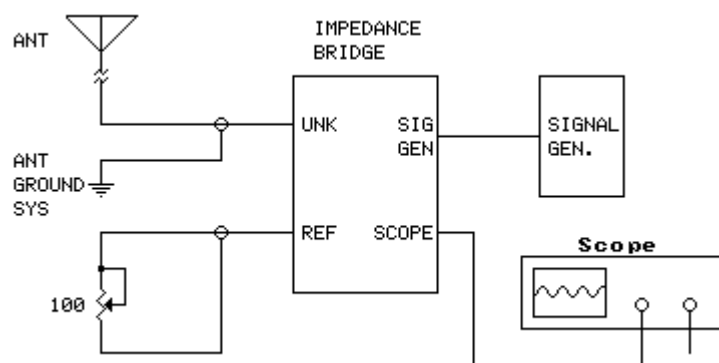 ANT
IMPEDANCE
BRIDGE
UNK
SIG
GEN
SIGNAL
GEN.
ANT
GROUND
SYS
REF
SCOPE
Scope
100